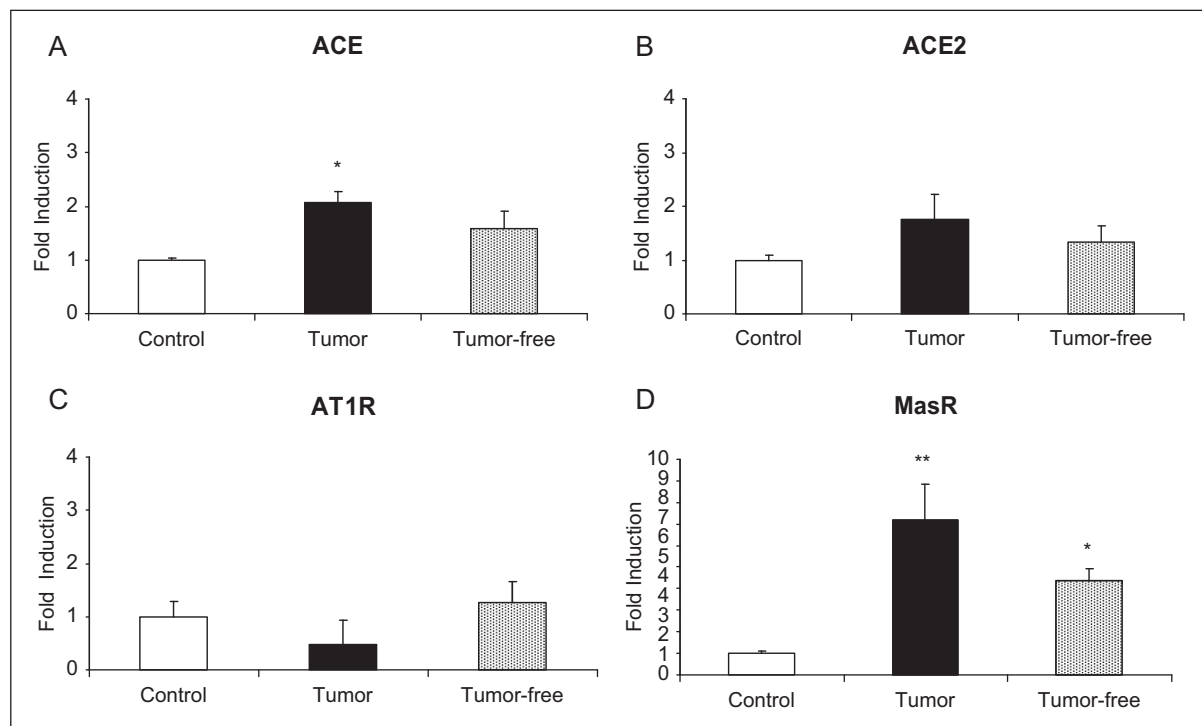 A
ACE
Fold Induction
4
3
2
1
0
*
Control
Tumor
Tumor-free
B
ACE2
Fold Induction
4
3
2
1
0
Control
Tumor
Tumor-free
C
AT1R
Fold Induction
4
3
2
1
0
Control
Tumor
Tumor-free
D
MasR
Fold Induction
10
9
8
7
6
5
4
3
2
1
0
**
*
Control
Tumor
Tumor-free